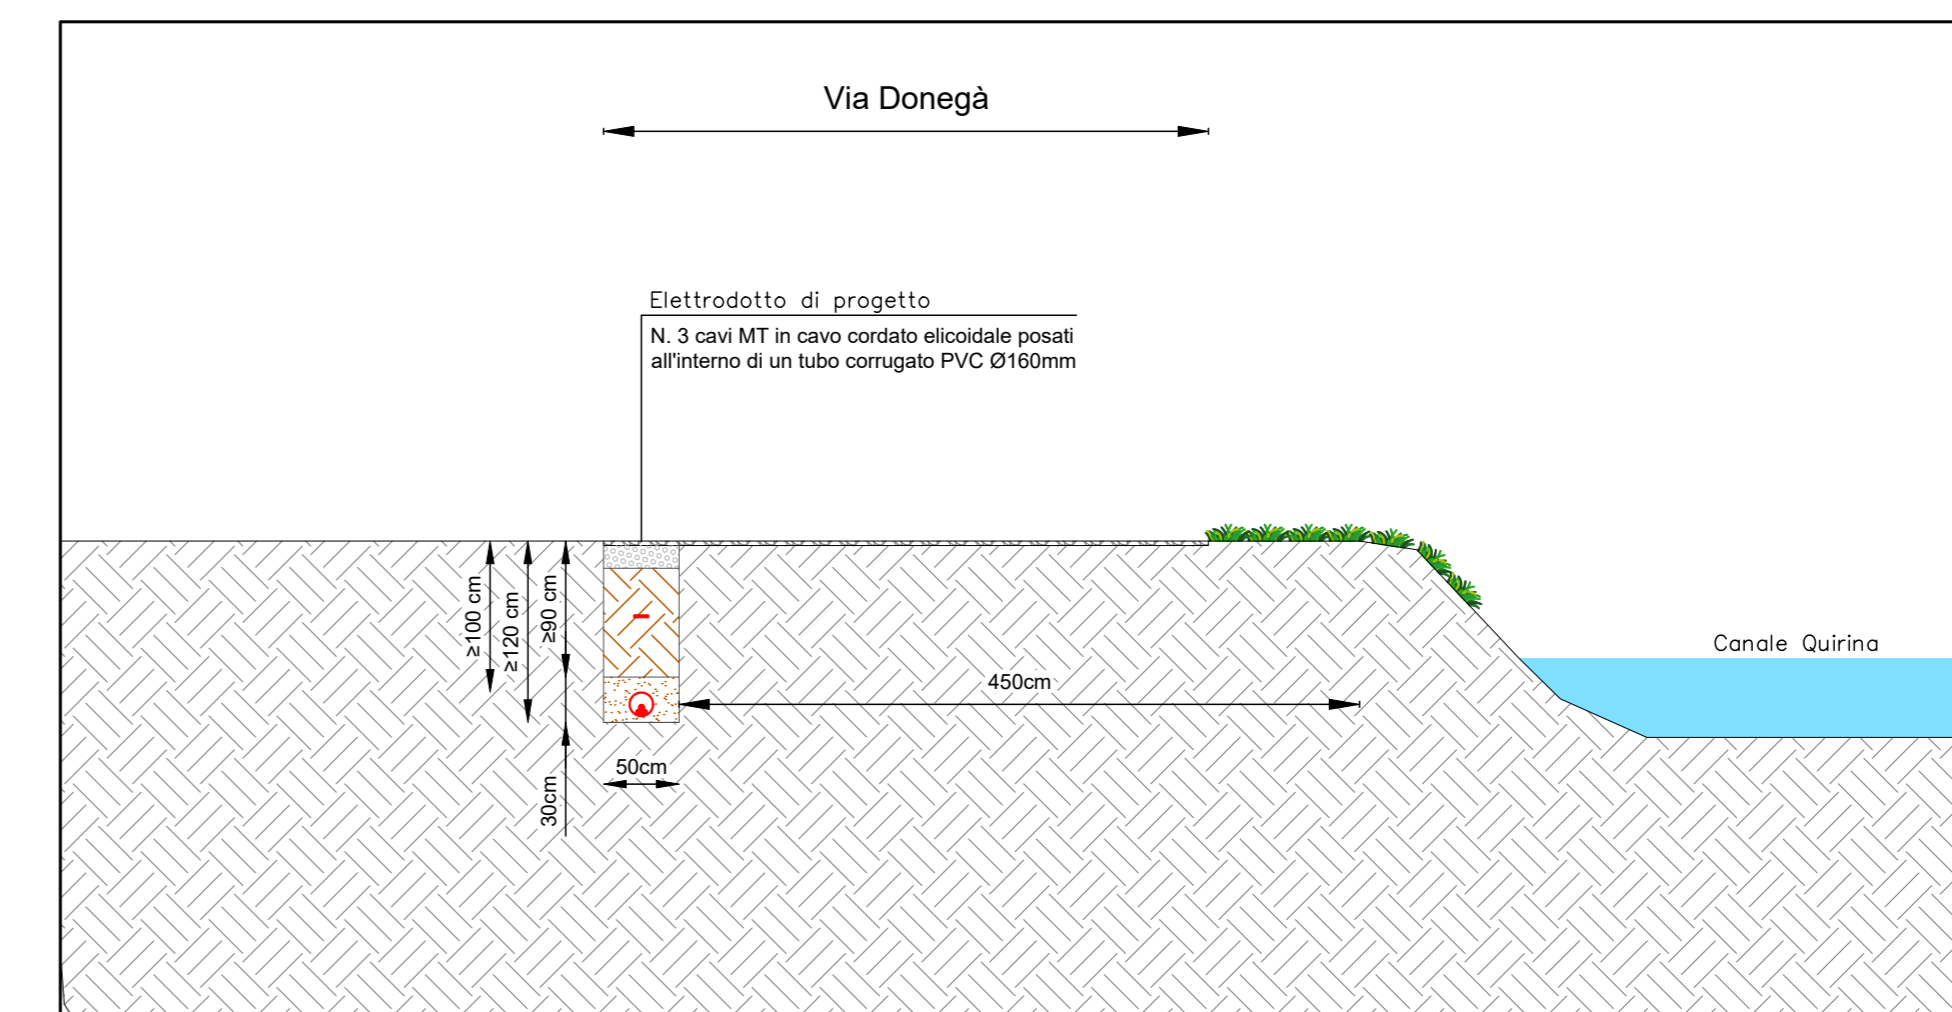 Via Donegà
Elettrodotto di progetto
N. 3 cavi MT in cavo cordato elicoidale posati
all'interno di un tubo corrugato PVC Ø160mm
≥100 cm
≥120 cm
≥90 cm
Canale Quirina
450cm
50cm
30cm